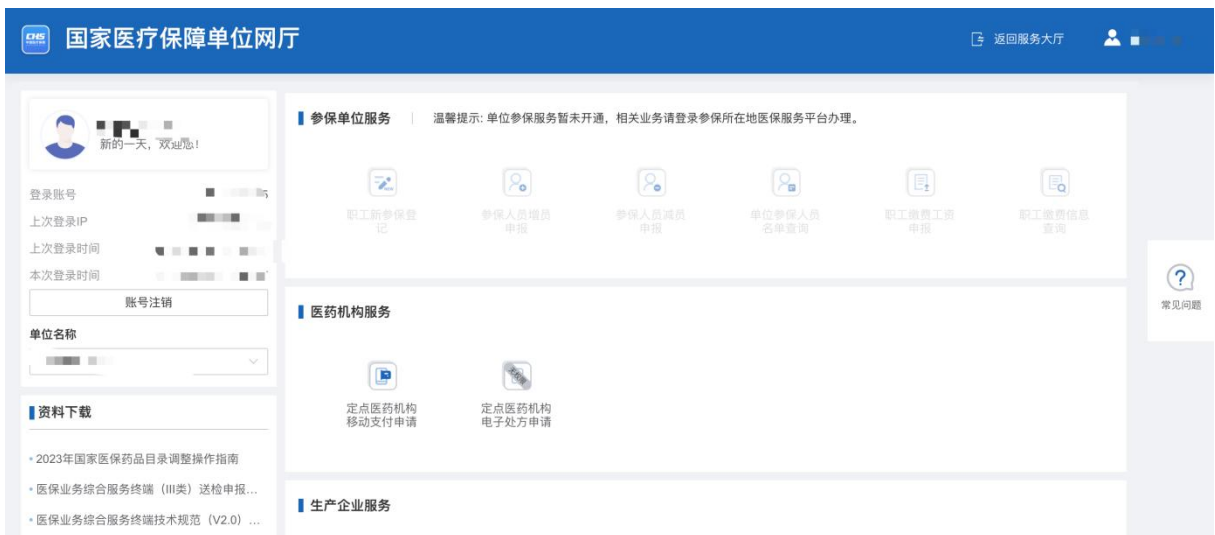 CHS
国家医疗保障单位网厅
返回服务大厅
新的一天，欢迎您!
登录账号
5
上次登录IP
上次登录时间
本次登录时间
账号注销
单位名称
资料下载
• 2023年国家医保药品目录调整操作指南
• 医保业务综合服务终端（III类）送检申报...
• 医保业务综合服务终端技术规范（V2.0）...
参保单位服务
温馨提示: 单位参保服务暂未开通，相关业务请登录参保所在地医保服务平台办理。
职工新参保登
记
参保人员增员
申报
参保人员减员
申报
单位参保人员
名单查询
职工缴费工资
申报
职工缴费信息
查询
医药机构服务
定点医药机构
移动支付申请
无权限
定点医药机构
电子处方申请
生产企业服务
常见问题